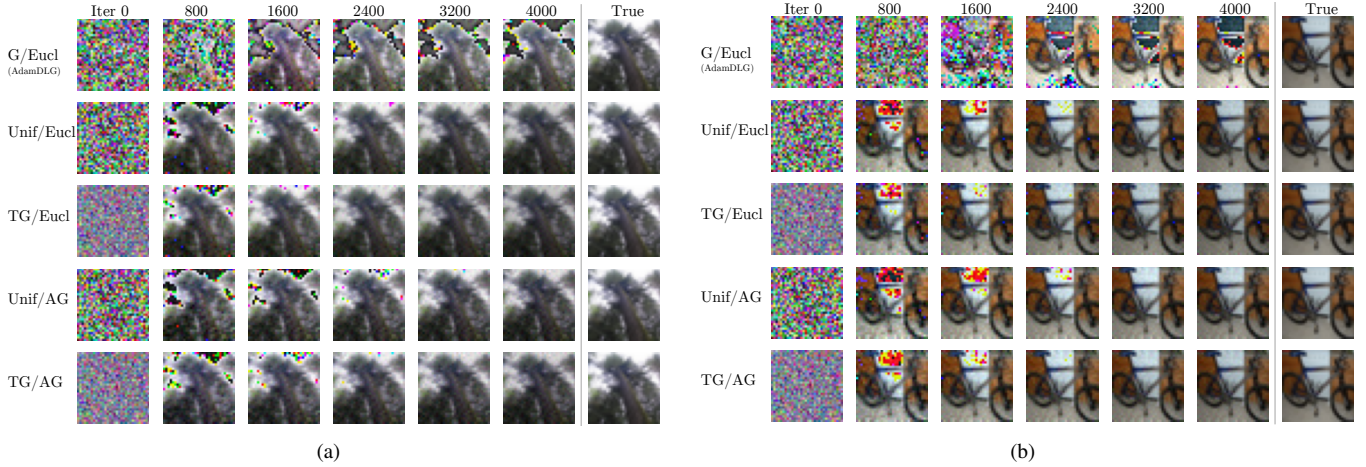 Iter 0 800 1600 2400 3200 4000 True
G/Eucl
(AdamDLG)
Unif/Eucl
TG/Eucl
Unif/AG
TG/AG
(a)
Iter 0 800 1600 2400 3200 4000 True
G/Eucl
(AdamDLG)
Unif/Eucl
TG/Eucl
Unif/AG
TG/AG
(b)